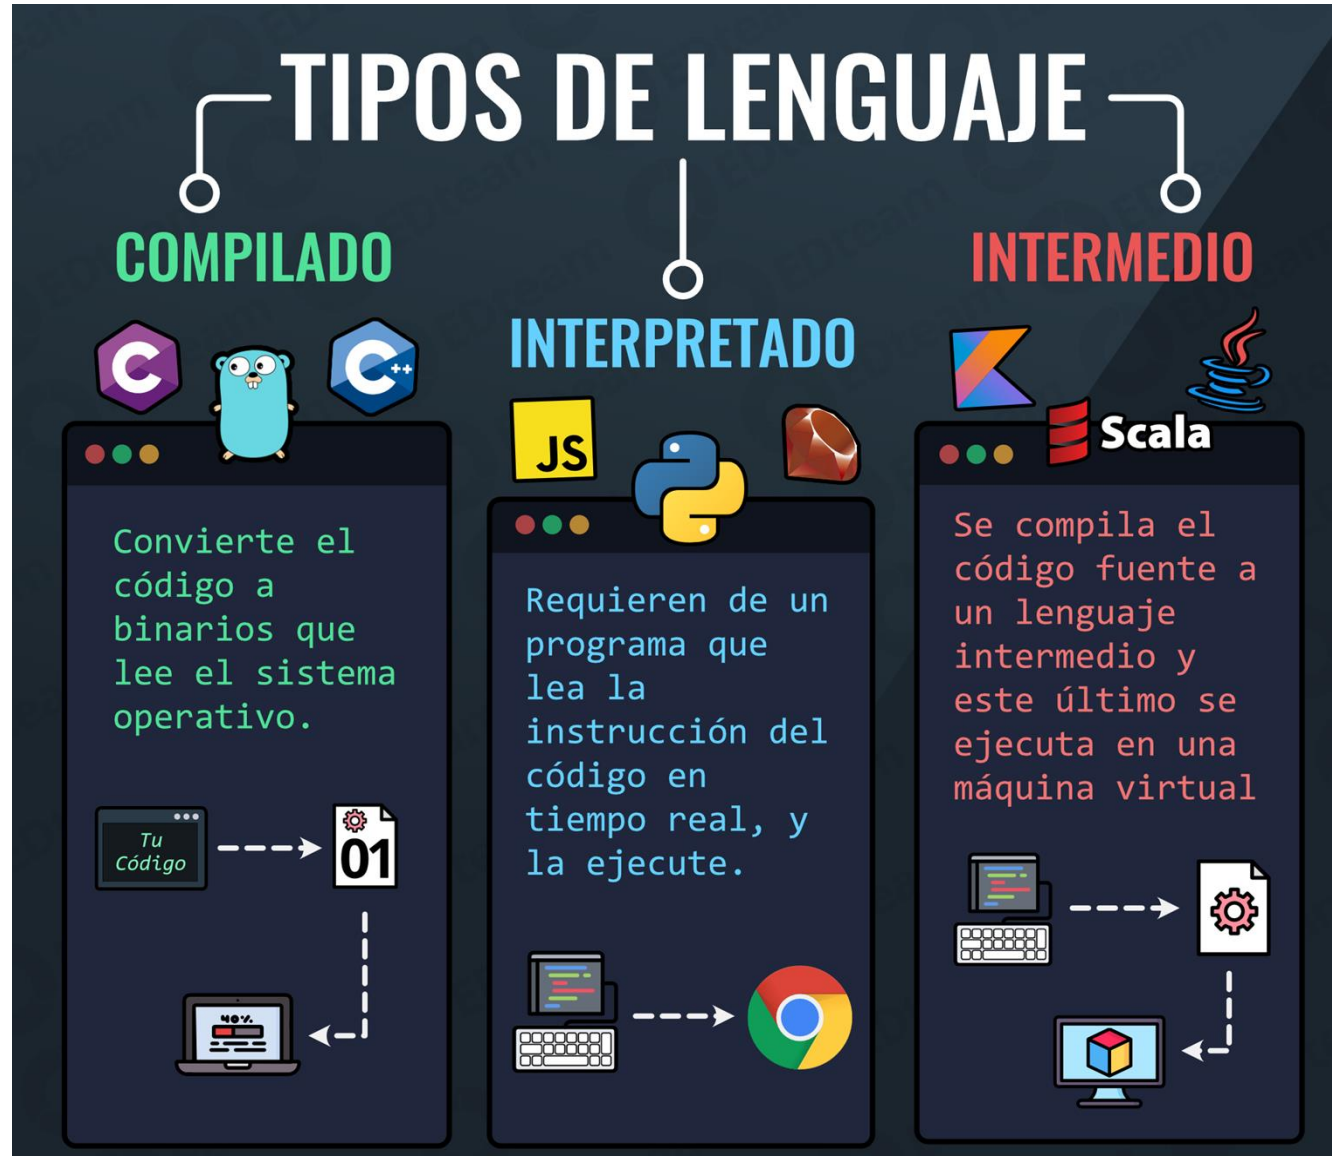 TIPOS DE LENGUAJE
COMPILADO
C
C++
Convierte el
código a
binarios que
lee el sistema
operativo.
Tu
Código
01
40%
INTERPRETADO
JS
Requieren de un
programa que
lea la
instrucción del
código en
tiempo real, y
la ejecute.
INTERMEDIO
Scala
Se compila el
código fuente a
un lenguaje
intermedio y
este último se
ejecuta en una
máquina virtual